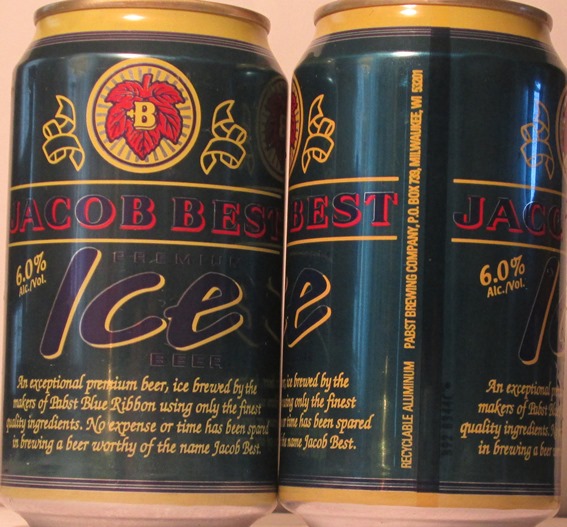 B
JACOB BEST
6.0%
Alc./Vol.
PREMIUM
Ice
BEER
An exceptional premium beer, ice brewed by the
makers of Pabst Blue Ribbon using only the finest
quality ingredients. No expense or time has been spared
in brewing a beer worthy of the name Jacob Best.
BEST
e
ice brewed by the
using only the finest
or time has been spared
name Jacob Best.
RECYCLABLE ALUMINUM PABST BREWING COMPANY, P.O. BOX 792, MILWAUKEE, WI 53201
JACO
6.0%
Alc./Vol.
An exceptional
makers of Pabst
quality ingredients.
in brewing a beer